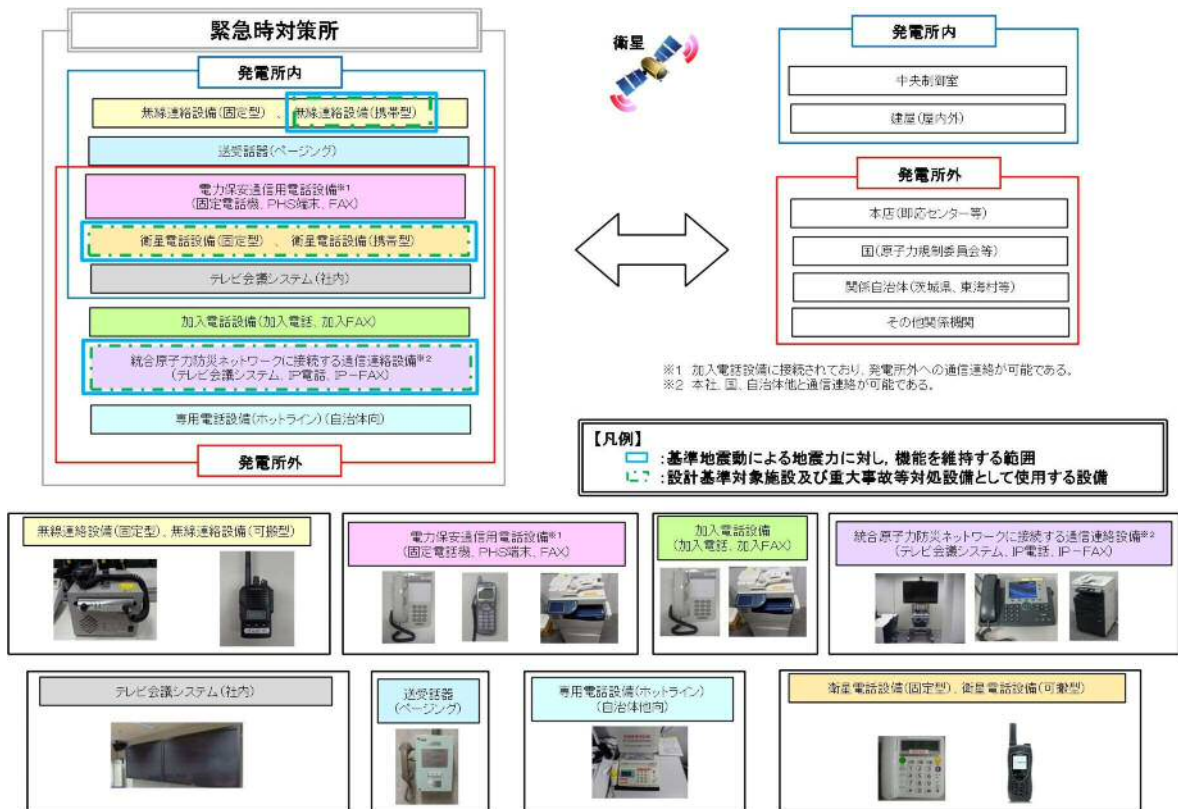 緊急時対策所
発電所内
無線連絡設備(固定型) 、 無線連絡設備(携帯型)
送受話器(ページング)
電力保安通信用電話設備※1
(固定電話機、PHS端末、FAX)
衛星電話設備(固定型) 、 衛星電話設備(携帯型)
テレビ会議システム(社内)
加入電話設備(加入電話、加入FAX)
統合原子力防災ネットワークに接続する通信連絡設備※2
(テレビ会議システム、IP電話、IP-FAX)
専用電話設備(ホットライン)(自治体向)
発電所外
衛星
発電所内
中央制御室
建屋(屋内外)
発電所外
本店(即応センター等)
国(原子力規制委員会等)
関係自治体(茨城県、東海村等)
その他関係機関
※1 加入電話設備に接続されており、発電所外への通信連絡が可能である。
※2 本社、国、自治体他と通信連絡が可能である。
【凡例】
:基準地震動による地震力に対し,機能を維持する範囲
:設計基準対象施設及び重大事故等対処設備として使用する設備
無線連絡設備(固定型)、無線連絡設備(可搬型)
電力保安通信用電話設備※1
(固定電話機、PHS端末、FAX)
加入電話設備
(加入電話、加入FAX)
統合原子力防災ネットワークに接続する通信連絡設備※2
(テレビ会議システム、IP電話、IP-FAX)
テレビ会議システム(社内)
送受話器
(ページング)
専用電話設備(ホットライン)
(自治体他向)
衛星電話設備(固定型)、衛星電話設備(可搬型)